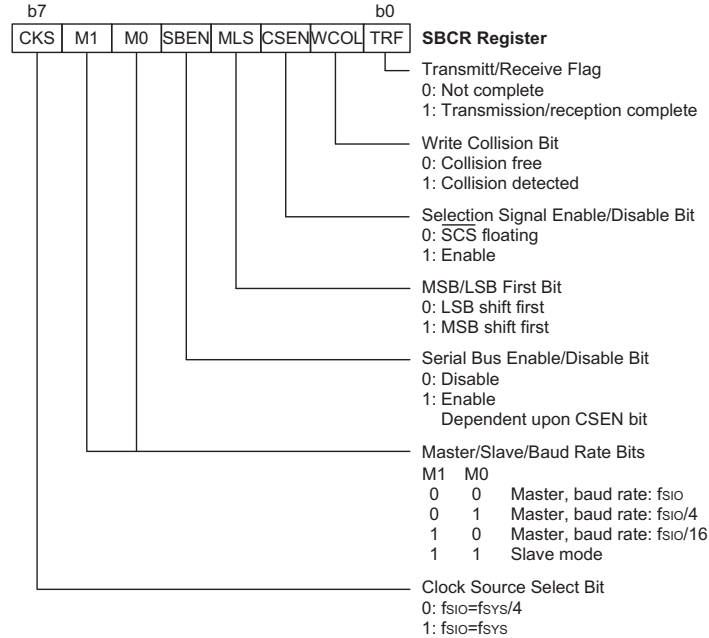 b7 b0
CKS M1 M0 SBEN MLS CSEN WCOL TRF SBCR Register
Transmitt/Receive Flag
0: Not complete
1: Transmission/reception complete
Write Collision Bit
0: Collision free
1: Collision detected
Selection Signal Enable/Disable Bit
0: SCS floating
1: Enable
MSB/LSB First Bit
0: LSB shift first
1: MSB shift first
Serial Bus Enable/Disable Bit
0: Disable
1: Enable
Dependent upon CSEN bit
Master/Slave/Baud Rate Bits
M1 M0
0 0 Master, baud rate: fSIO
0 1 Master, baud rate: fSIO/4
1 0 Master, baud rate: fSIO/16
1 1 Slave mode
Clock Source Select Bit
0: fSIO=fSYS/4
1: fSIO=fSYS